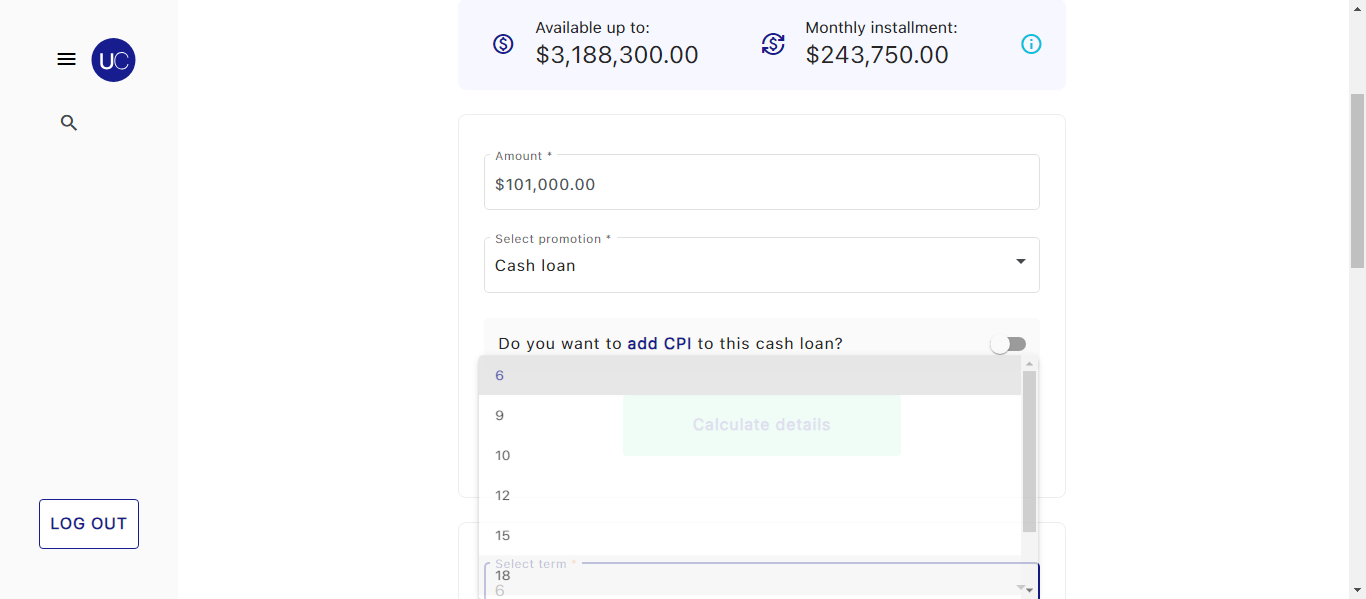 UC
Available up to:
$3,188,300.00
Monthly installment:
$243,750.00
Amount *
$101,000.00
Select promotion *
Cash loan
Do you want to add CPI to this cash loan?
6
9
Calculate details
10
12
15
Select term *
18
6
LOG OUT